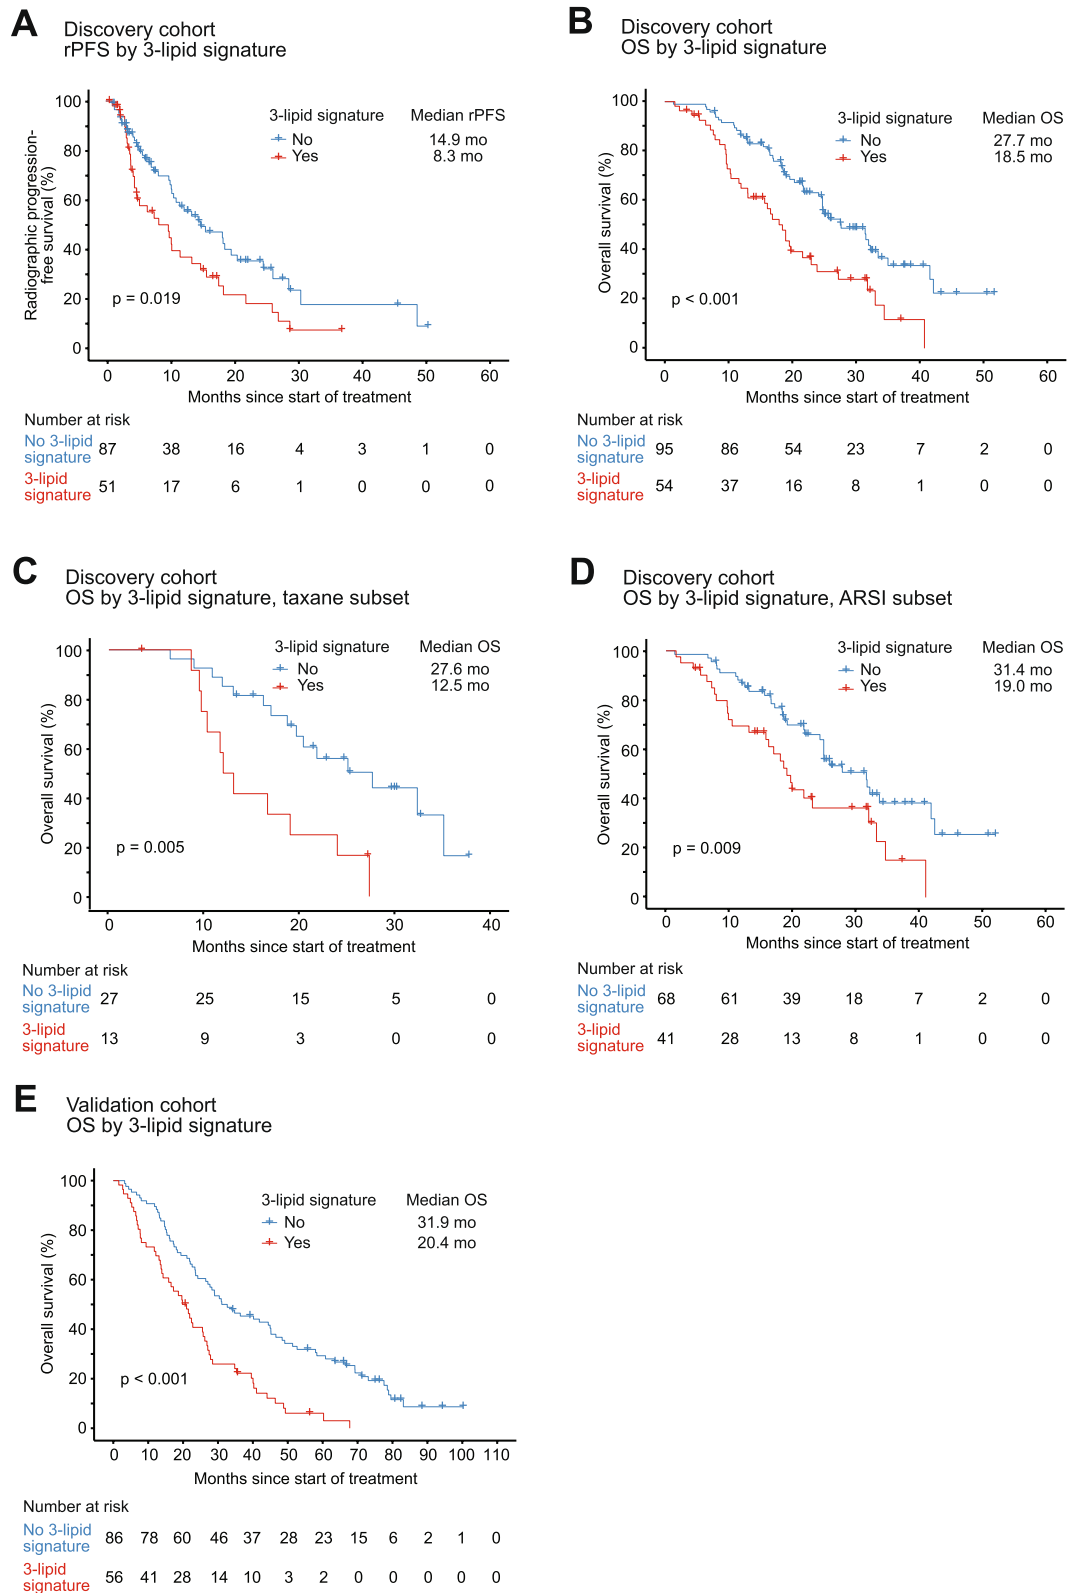 A
Discovery cohort
rPFS by 3-lipid signature
3-lipid signature Median rPFS
No 14.9 mo
Yes 8.3 mo
Radiographic progression-
free survival (%)
100
80
60
40
20
0
p = 0.019
0 10 20 30 40 50 60
Months since start of treatment
Number at risk
No 3-lipid
signature 87 38 16 4 3 1 0
3-lipid
signature 51 17 6 1 0 0 0
B
Discovery cohort
OS by 3-lipid signature
3-lipid signature Median OS
No 27.7 mo
Yes 18.5 mo
Overall survival (%)
100
80
60
40
20
0
p < 0.001
0 10 20 30 40 50 60
Months since start of treatment
Number at risk
No 3-lipid
signature 95 86 54 23 7 2 0
3-lipid
signature 54 37 16 8 1 0 0
C
Discovery cohort
OS by 3-lipid signature, taxane subset
3-lipid signature Median OS
No 27.6 mo
Yes 12.5 mo
Overall survival (%)
100
80
60
40
20
0
p = 0.005
0 10 20 30 40
Months since start of treatment
Number at risk
No 3-lipid
signature 27 25 15 5 0
3-lipid
signature 13 9 3 0 0
D
Discovery cohort
OS by 3-lipid signature, ARSI subset
3-lipid signature Median OS
No 31.4 mo
Yes 19.0 mo
Overall survival (%)
100
80
60
40
20
0
p = 0.009
0 10 20 30 40 50 60
Months since start of treatment
Number at risk
No 3-lipid
signature 68 61 39 18 7 2 0
3-lipid
signature 41 28 13 8 1 0 0
E
Validation cohort
OS by 3-lipid signature
3-lipid signature Median OS
No 31.9 mo
Yes 20.4 mo
Overall survival (%)
100
80
60
40
20
0
p < 0.001
0 10 20 30 40 50 60 70 80 90 100 110
Months since start of treatment
Number at risk
No 3-lipid
signature 86 78 60 46 37 28 23 15 6 2 1 0
3-lipid
signature 56 41 28 14 10 3 2 0 0 0 0 0